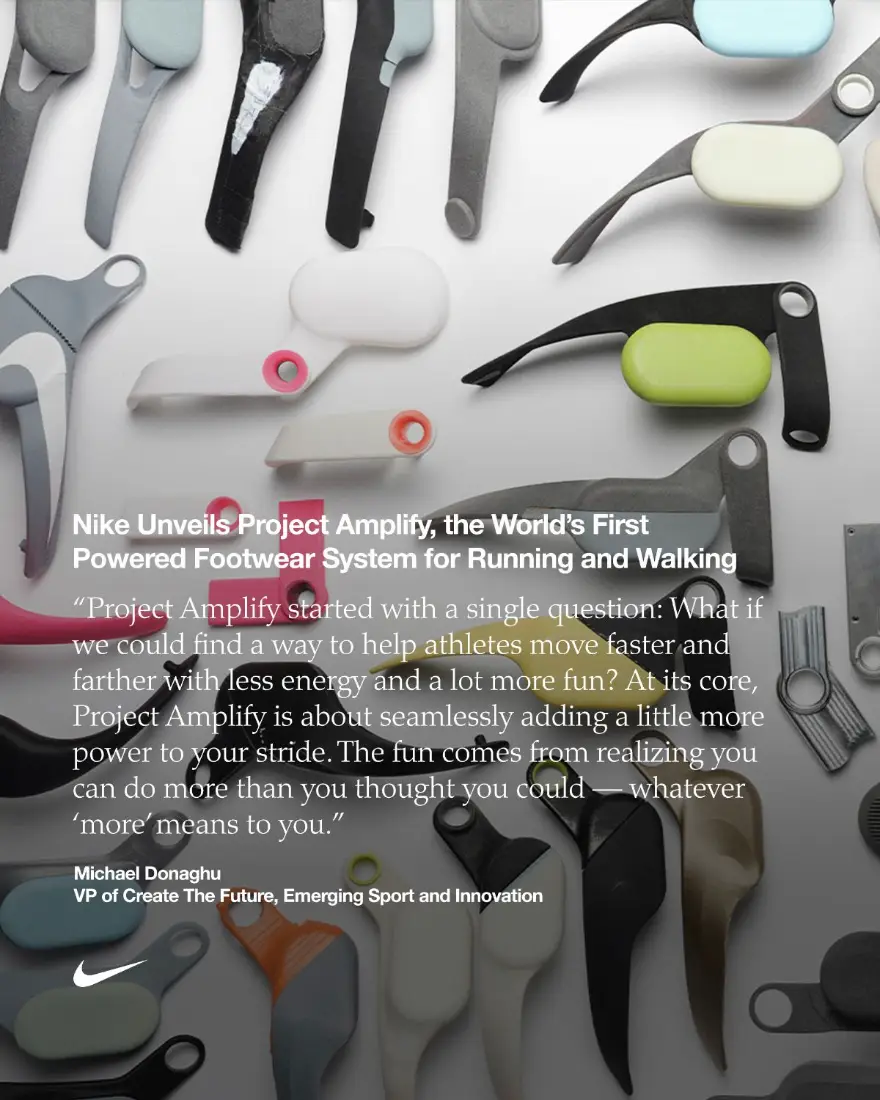 Nike Unveils Project Amplify, the World’s First
Powered Footwear System for Running and Walking
“Project Amplify started with a single question: What if
we could find a way to help athletes move faster and
farther with less energy and a lot more fun? At its core,
Project Amplify is about seamlessly adding a little more
power to your stride. The fun comes from realizing you
can do more than you thought you could — whatever
‘more’ means to you.”
Michael Donaghu
VP of Create The Future, Emerging Sport and Innovation